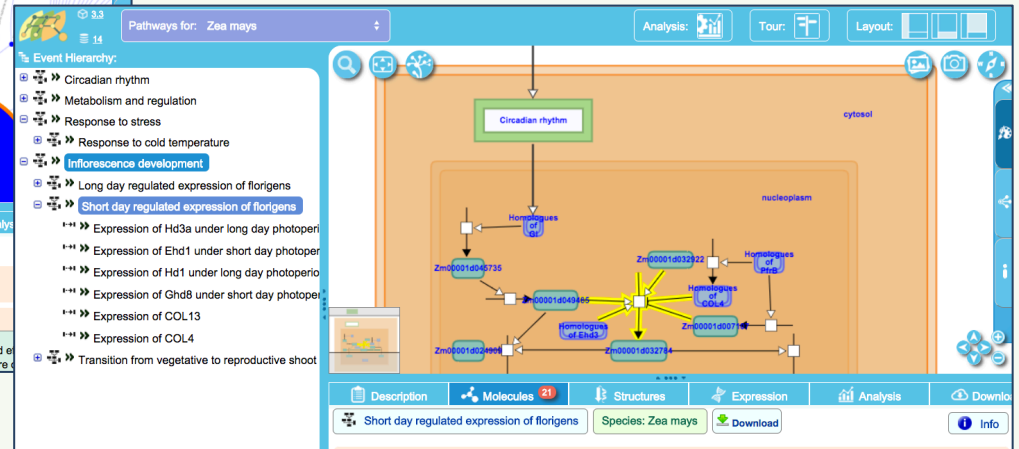 3.3
14
Pathways for: Zea mays
Analysis:
Tour:
Layout:
Event Hierarchy:
Circadian rhythm
Metabolism and regulation
Response to stress
Response to cold temperature
Inflorescence development
Long day regulated expression of florigens
Short day regulated expression of florigens
Expression of Hd3a under long day photoperi
Expression of Ehd1 under short day photoper
Expression of Hd1 under long day photoperio
Expression of Ghd8 under short day photoper
Expression of COL13
Expression of COL4
Transition from vegetative to reproductive shoot
Circadian rhythm
cytosol
nucleoplasm
Homologues
of
GI
Zm00001d045735
Zm00001d032922
Homologues
of
PfrB
Zm00001d049485
Homologues
of
COL4
Homologues
of Ehd3
Zm00001d032784
Description
Molecules 21
Structures
Expression
Analysis
Downlo
Short day regulated expression of florigens
Species: Zea mays
Download
Info